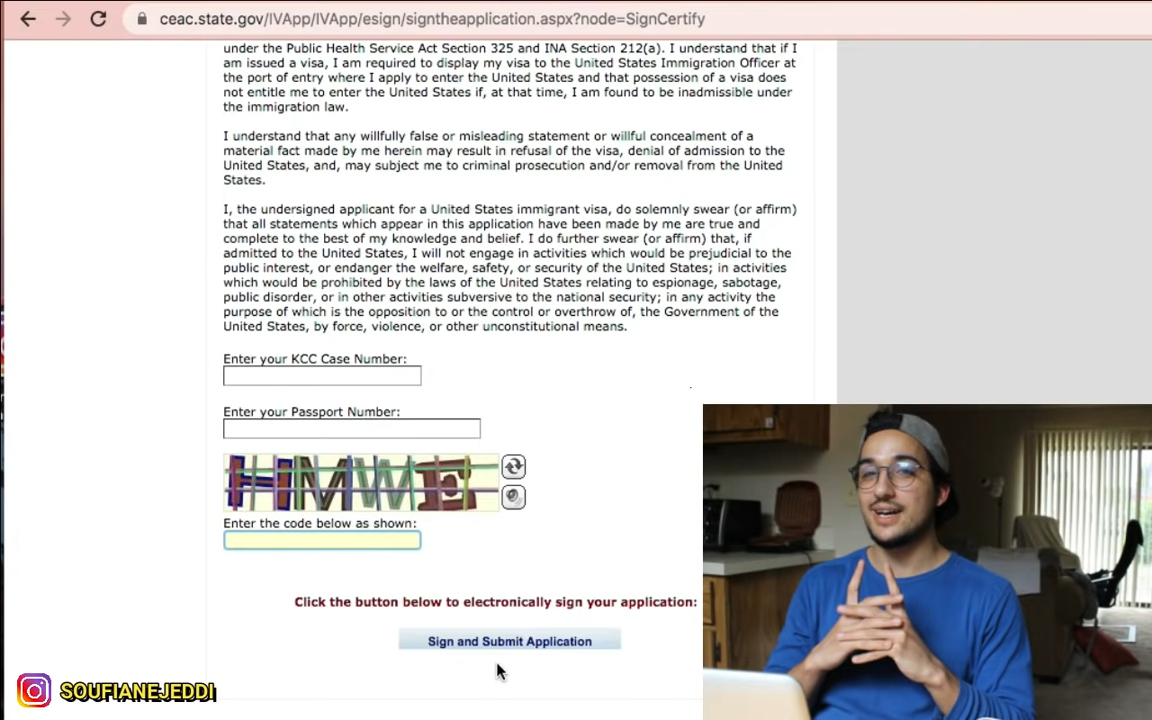 ceac.state.gov/IVApp/IVApp/esign/signtheapplication.aspx?node=SignCertify
under the Public Health Service Act Section 325 and INA Section 212(a). I understand that if I
am issued a visa, I am required to display my visa to the United States Immigration Officer at
the port of entry where I apply to enter the United States and that possession of a visa does
not entitle me to enter the United States if, at that time, I am found to be inadmissible under
the immigration law.
I understand that any willfully false or misleading statement or willful concealment of a
material fact made by me herein may result in refusal of the visa, denial of admission to the
United States, and, may subject me to criminal prosecution and/or removal from the United
States.
I, the undersigned applicant for a United States immigrant visa, do solemnly swear (or affirm)
that all statements which appear in this application have been made by me are true and
complete to the best of my knowledge and belief. I do further swear (or affirm) that, if
admitted to the United States, I will not engage in activities which would be prejudicial to the
public interest, or endanger the welfare, safety, or security of the United States; in activities
which would be prohibited by the laws of the United States relating to espionage, sabotage,
public disorder, or in other activities subversive to the national security; in any activity the
purpose of which is the opposition to or the control or overthrow of, the Government of the
United States, by force, violence, or other unconstitutional means.
Enter your KCC Case Number:
Enter your Passport Number:
HMWE
Enter the code below as shown:
Click the button below to electronically sign your application:
Sign and Submit Application
SOUFIANEJEDDI